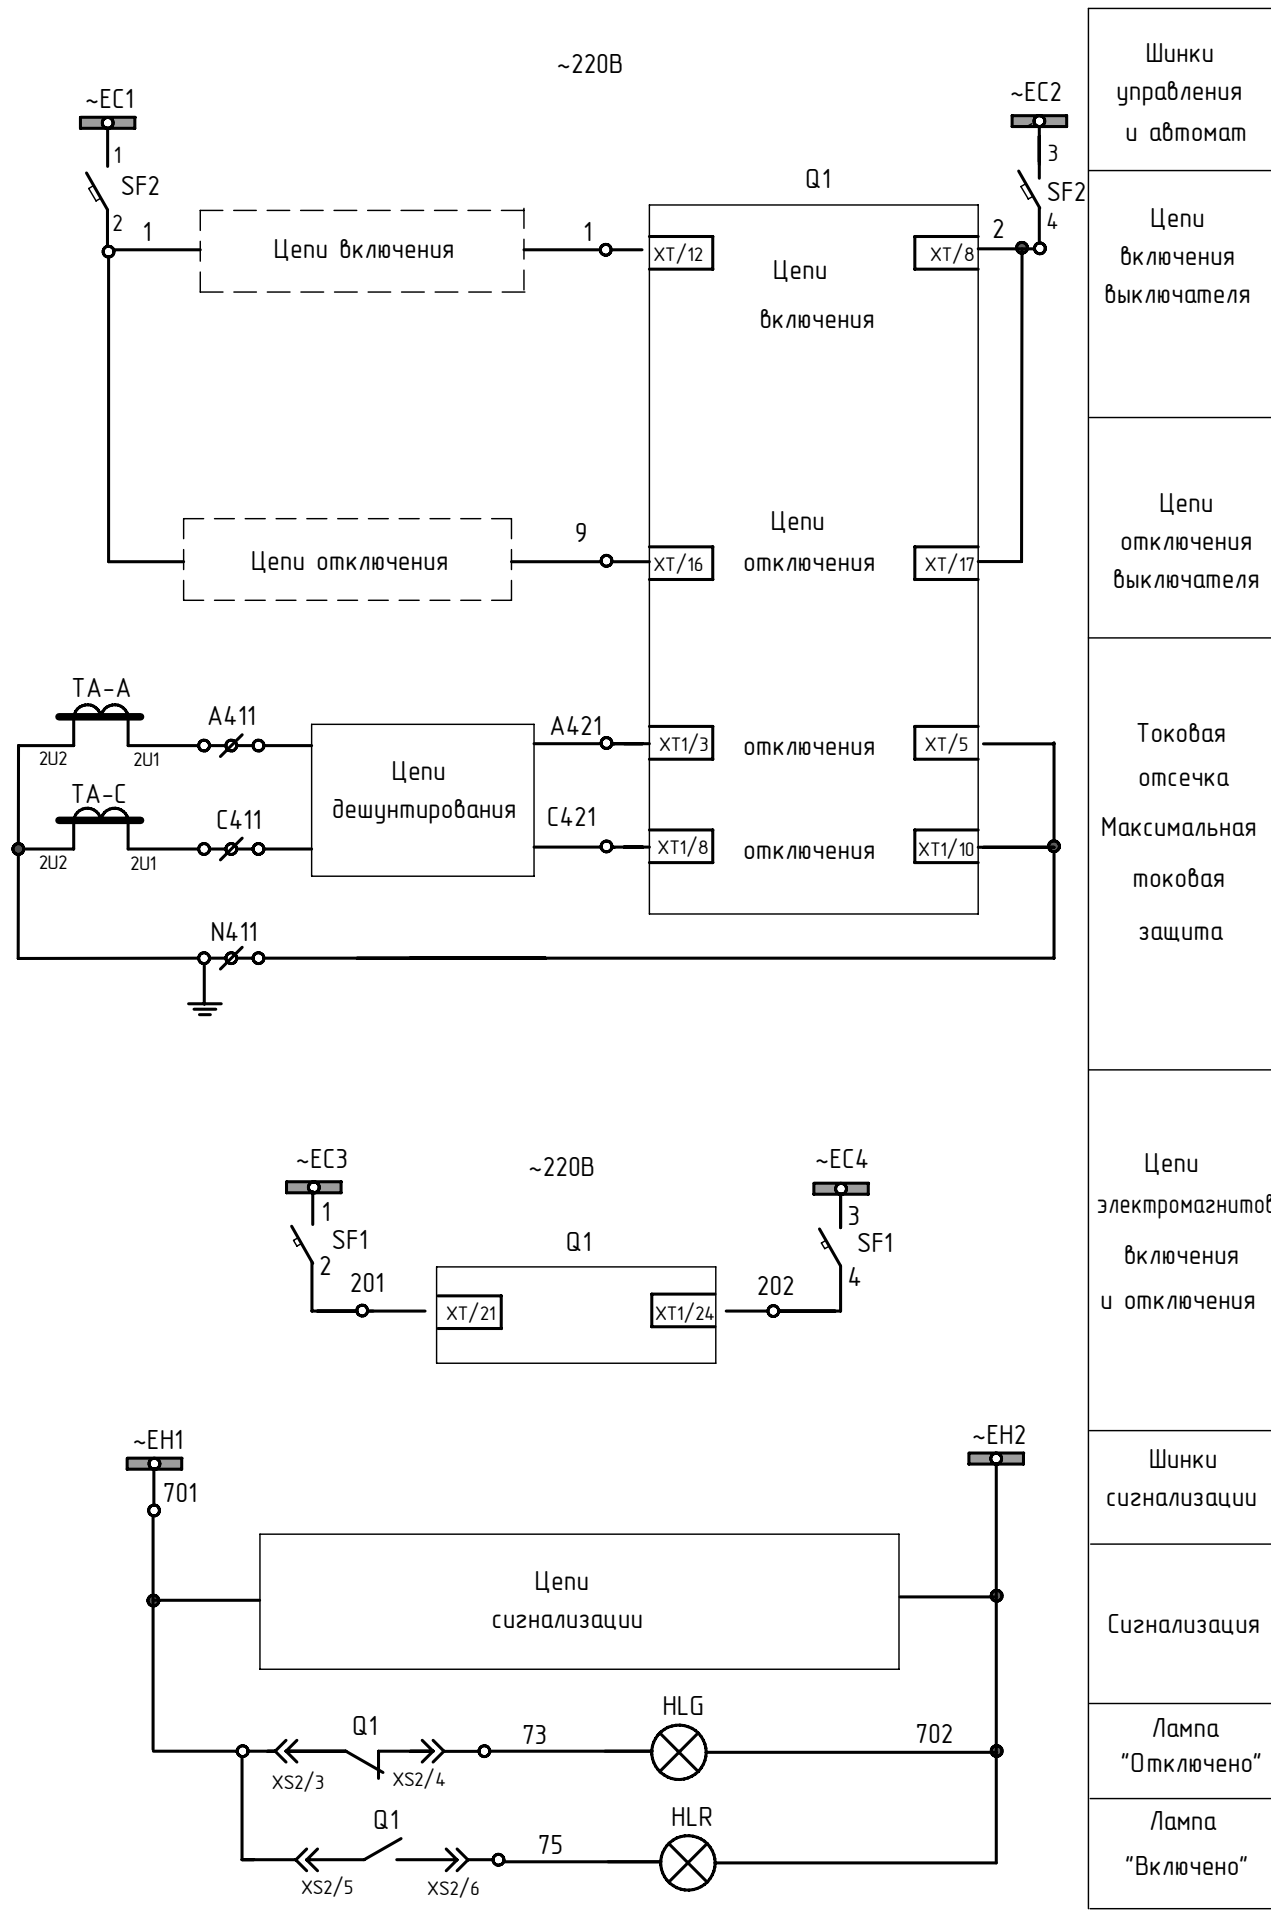 ~220В
~EC1
1
SF2
2
1
Цепи включения
1
Q1
XT/12
Цепи
включения
XT/8
2
~EC2
3
SF2
4
Цепи отключения
9
XT/16
Цепи
отключения
XT/17
TA-A
2U2
2U1
A411
TA-C
2U2
2U1
C411
Цепи
дешунтирования
A421
C421
XT1/3
отключения
XT/5
XT1/8
отключения
XT1/10
N411
~EC3
1
SF1
2
201
~220В
Q1
XT/21
XT1/24
202
~EC4
3
SF1
4
~EH1
701
~EH2
Цепи
сигнализации
Q1
XS2/3
XS2/4
73
HLG
702
Q1
XS2/5
XS2/6
75
HLR
Шинки
управления
и автомат
Цепи
включения
выключателя
Цепи
отключения
выключателя
Токовая
отсечка
Максимальная
токовая
защита
Цепи
электромагнитов
включения
и отключения
Шинки
сигнализации
Сигнализация
Лампа
"Отключено"
Лампа
"Включено"